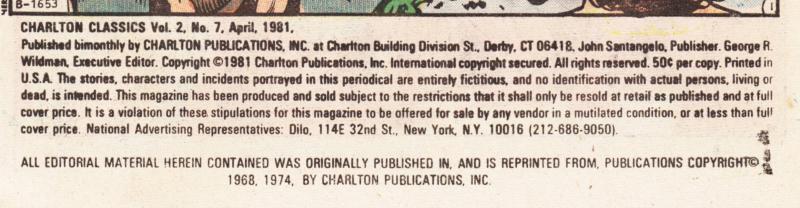 B-1653
CHARLTON CLASSICS Vol. 2, No. 7, April, 1981,
Published bimonthly by CHARLTON PUBLICATIONS, INC. at Charlton Building Division St., Derby, CT 06418, John Santangelo, Publisher. George R.
Wildman, Executive Editor. Copyright ©1981 Charlton Publications, Inc. International copyright secured. All rights reserved. 50¢ per copy. Printed in
U.S.A. The stories, characters and incidents portrayed in this periodical are entirely fictitious, and no identification with actual persons, living or
dead, is intended. This magazine has been produced and sold subject to the restrictions that it shall only be resold at retail as published and at full
cover price. It is a violation of these stipulations for this magazine to be offered for sale by any vendor in a mutilated condition, or at less than full
cover price. National Advertising Representatives: Dilo, 114E 32nd St., New York, N.Y. 10016 (212-686-9050).
ALL EDITORIAL MATERIAL HEREIN CONTAINED WAS ORIGINALLY PUBLISHED IN, AND IS REPRINTED FROM, PUBLICATIONS COPYRIGHT©
1968, 1974, BY CHARLTON PUBLICATIONS, INC.